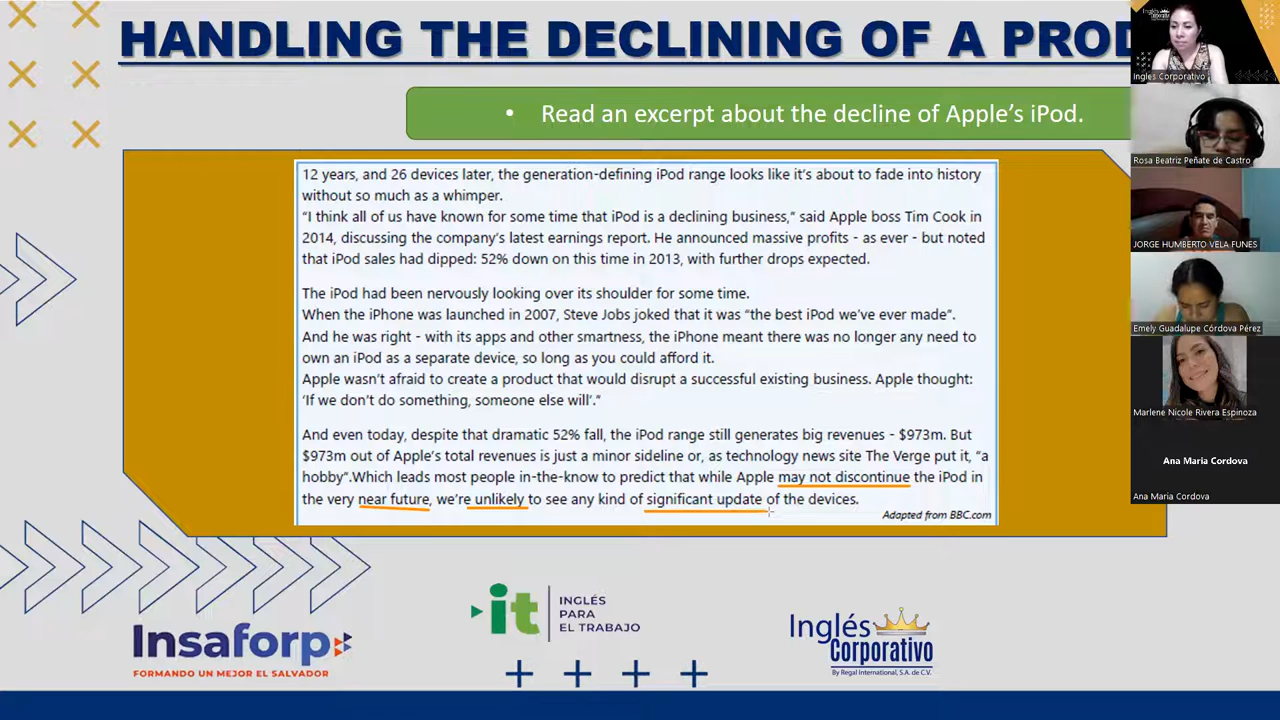 HANDLING THE DECLINING OF A PROD
• Read an excerpt about the decline of Apple's iPod.
12 years, and 26 devices later, the generation-defining iPod range looks like it's about to fade into history
without so much as a whimper.
“I think all of us have known for some time that iPod is a declining business,” said Apple boss Tim Cook in
2014, discussing the company's latest earnings report. He announced massive profits - as ever - but noted
that iPod sales had dipped: 52% down on this time in 2013, with further drops expected.
The iPod had been nervously looking over its shoulder for some time.
When the iPhone was launched in 2007, Steve Jobs joked that it was “the best iPod we've ever made”.
And he was right - with its apps and other smartness, the iPhone meant there was no longer any need to
own an iPod as a separate device, so long as you could afford it.
Apple wasn't afraid to create a product that would disrupt a successful existing business. Apple thought:
‘If we don't do something, someone else will’.”
And even today, despite that dramatic 52% fall, the iPod range still generates big revenues - $973m. But
$973m out of Apple's total revenues is just a minor sideline or, as technology news site The Verge put it, “a
hobby”.Which leads most people in-the-know to predict that while Apple may not discontinue the iPod in
the very near future, we're unlikely to see any kind of significant update of the devices.
Adapted from BBC.com
Inglés
Corporativo
Ingles Corporativo
Rosa Beatriz Peñate de Castro
JORGE HUMBERTO VELA FUNES
Emely Guadalupe Córdova Pérez
Marlene Nicole Rivera Espinoza
Ana Maria Cordova
Ana Maria Cordova
Insaforp
FORMANDO UN MEJOR EL SALVADOR
it
INGLÉS
PARA
EL TRABAJO
Inglés
Corporativo
By Regal International, S.A. de C.V.